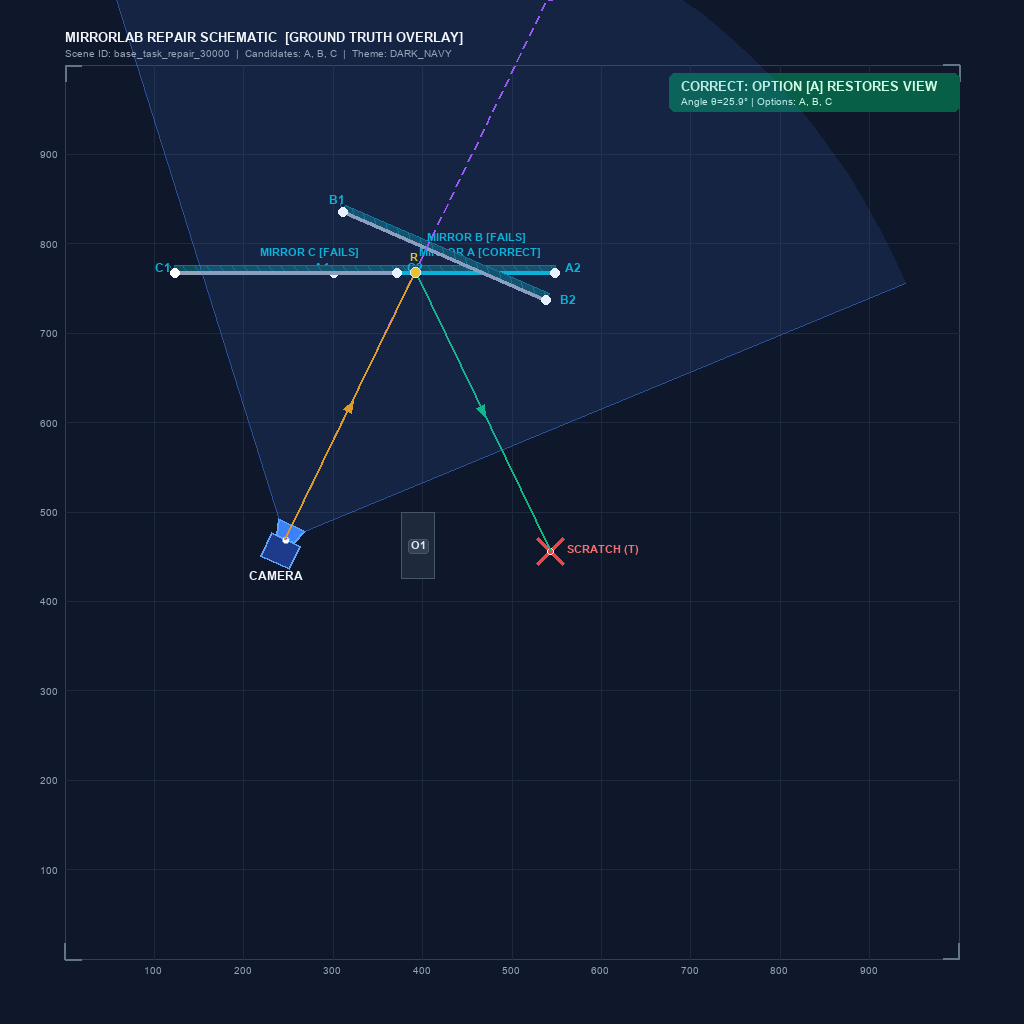 MIRRORLAB REPAIR SCHEMATIC  [GROUND TRUTH OVERLAY]
Scene ID: base_task_repair_30000  |  Candidates: A, B, C  |  Theme: DARK_NAVY
CORRECT: OPTION [A] RESTORES VIEW
Angle θ=25.9° | Options: A, B, C
900
B1
MIRROR B [FAILS]
800
MIRROR C [FAILS]
A [CORRECT]
R
C1
A2
B2
700
600
500
O1
SCRATCH (T)
CAMERA
400
300
200
100
100 200 300 400 500 600 700 800 900